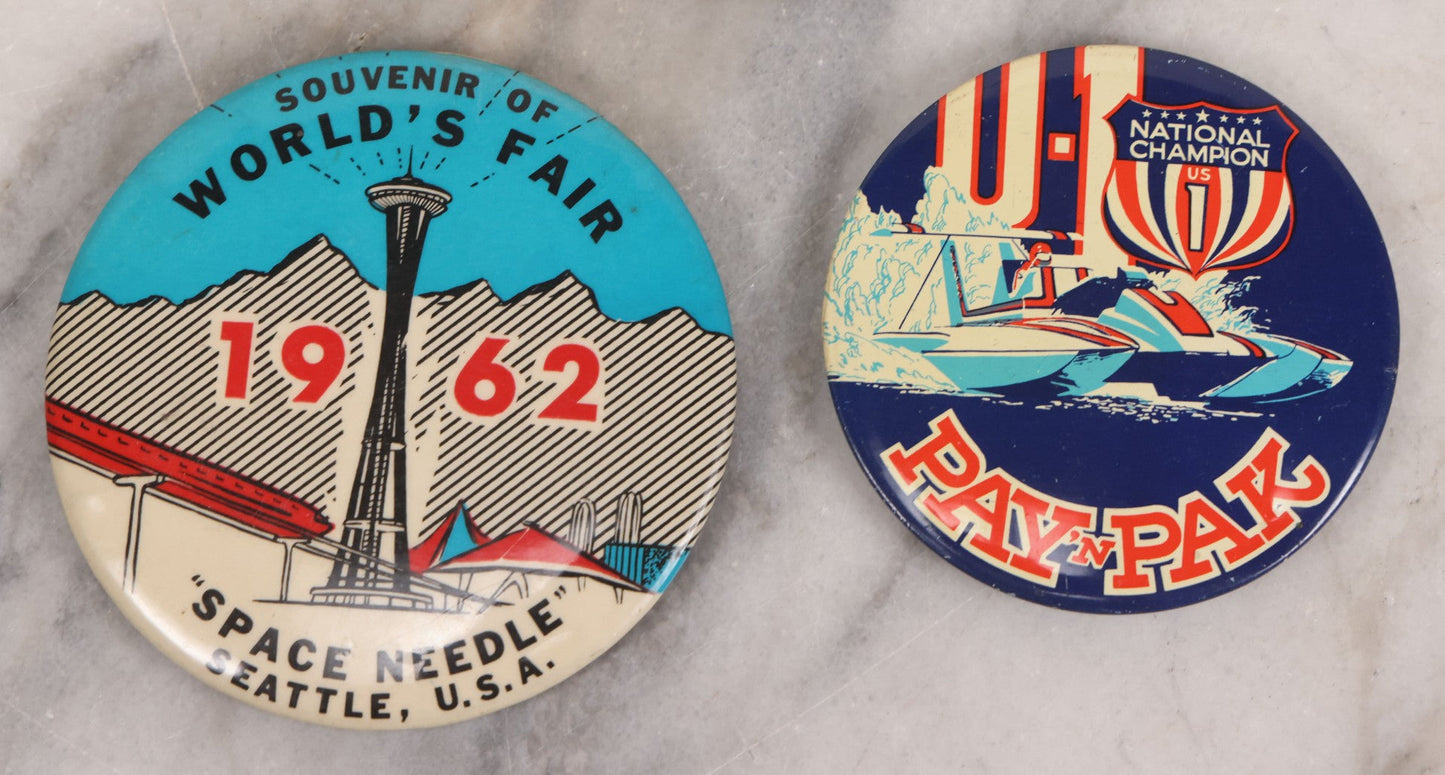 SOUVENIR OF
WORLD'S FAIR
1962
"SPACE NEEDLE"
SEATTLE, U.S.A.
U-1
NATIONAL
CHAMPION
US
1
PAY 'N PAK